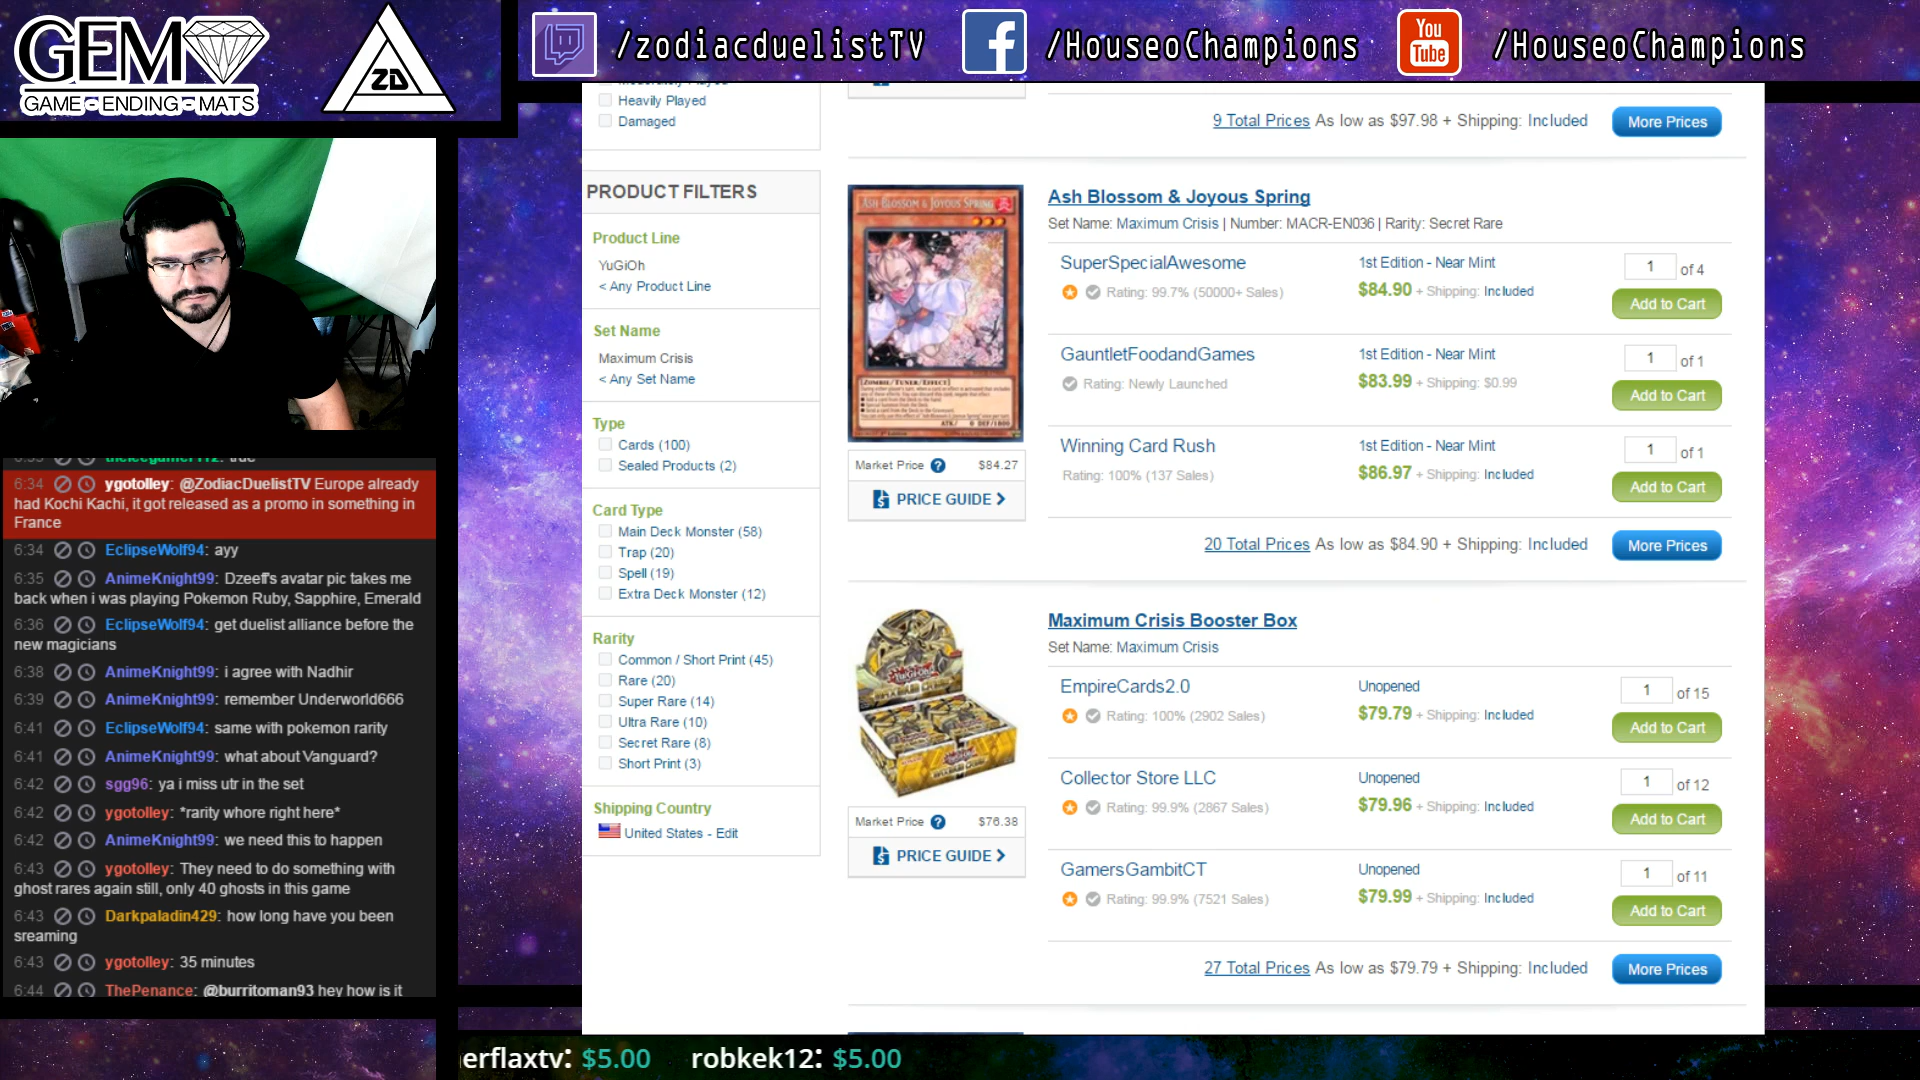 GEM
GAME-ENDING-MATS
ZD
/zodiacduelistTV
/HouseoChampions
You
Tube
/HouseoChampions
Heavily Played
Damaged
PRODUCT FILTERS
Product Line
YuGiOh
< Any Product Line
Set Name
Maximum Crisis
< Any Set Name
Type
Cards (100)
Sealed Products (2)
Card Type
Main Deck Monster (58)
Trap (20)
Spell (19)
Extra Deck Monster (12)
Rarity
Common / Short Print (45)
Rare (20)
Super Rare (14)
Ultra Rare (10)
Secret Rare (8)
Short Print (3)
Shipping Country
United States - Edit
9 Total Prices As low as $97.98 + Shipping: Included
More Prices
ASH BLOSSOM & JOYOUS SPRING
[ZOMBIE/TUNER/EFFECT]
ATK/ 0 DEF/1800
Market Price ? $84.27
PRICE GUIDE
Ash Blossom & Joyous Spring
Set Name: Maximum Crisis | Number: MACR-EN036 | Rarity: Secret Rare
SuperSpecialAwesome 1st Edition - Near Mint 1 of 4
Rating: 99.7% (50000+ Sales) $84.90 + Shipping: Included Add to Cart
GauntletFoodandGames 1st Edition - Near Mint 1 of 1
Rating: Newly Launched $83.99 + Shipping: $0.99 Add to Cart
Winning Card Rush 1st Edition - Near Mint 1 of 1
Rating: 100% (137 Sales) $86.97 + Shipping: Included Add to Cart
20 Total Prices As low as $84.90 + Shipping: Included
More Prices
Market Price ? $76.38
PRICE GUIDE
Maximum Crisis Booster Box
Set Name: Maximum Crisis
EmpireCards2.0 Unopened 1 of 15
Rating: 100% (2902 Sales) $79.79 + Shipping: Included Add to Cart
Collector Store LLC Unopened 1 of 12
Rating: 99.9% (2867 Sales) $79.96 + Shipping: Included Add to Cart
GamersGambitCT Unopened 1 of 11
Rating: 99.9% (7521 Sales) $79.99 + Shipping: Included Add to Cart
27 Total Prices As low as $79.79 + Shipping: Included
More Prices
6:34 ygotolley: @ZodiacDuelistTV Europe already
had Kochi Kachi, it got released as a promo in something in
France
6:34 EclipseWolf94: ayy
6:35 AnimeKnight99: Dzeeff's avatar pic takes me
back when i was playing Pokemon Ruby, Sapphire, Emerald
6:36 EclipseWolf94: get duelist alliance before the
new magicians
6:38 AnimeKnight99: i agree with Nadhir
6:39 AnimeKnight99: remember Underworld666
6:41 EclipseWolf94: same with pokemon rarity
6:41 AnimeKnight99: what about Vanguard?
6:42 sgg96: ya i miss utr in the set
6:42 ygotolley: *rarity whore right here*
6:42 AnimeKnight99: we need this to happen
6:43 ygotolley: They need to do something with
ghost rares again still, only 40 ghosts in this game
6:43 Darkpaladin429: how long have you been
sreaming
6:43 ygotolley: 35 minutes
6:44 ThePenance: @burritoman93 hey how is it
erflaxtv: $5.00 robkek12: $5.00